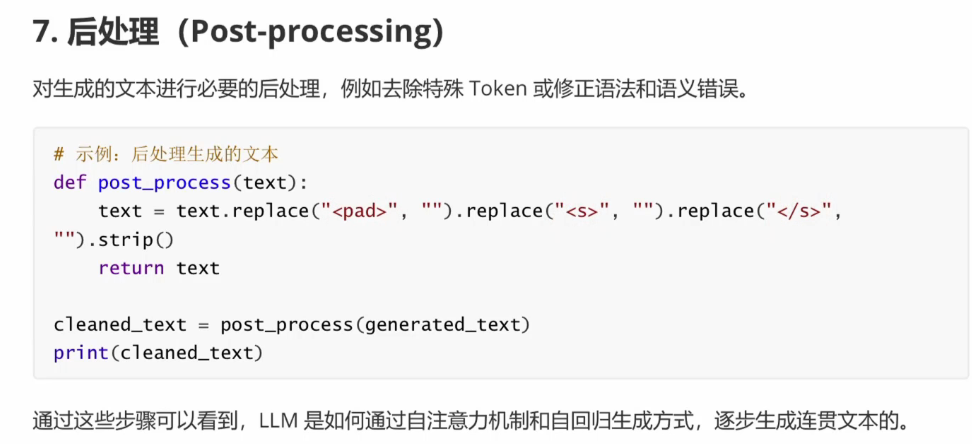 7. 后处理（Post-processing）
对生成的文本进行必要的后处理，例如去除特殊 Token 或修正语法和语义错误。
# 示例：后处理生成的文本
def post_process(text):
    text = text.replace("<pad>", "").replace("<s>", "").replace("</s>",
"").strip()
    return text
cleaned_text = post_process(generated_text)
print(cleaned_text)
通过这些步骤可以看到，LLM 是如何通过自注意力机制和自回归生成方式，逐步生成连贯文本的。